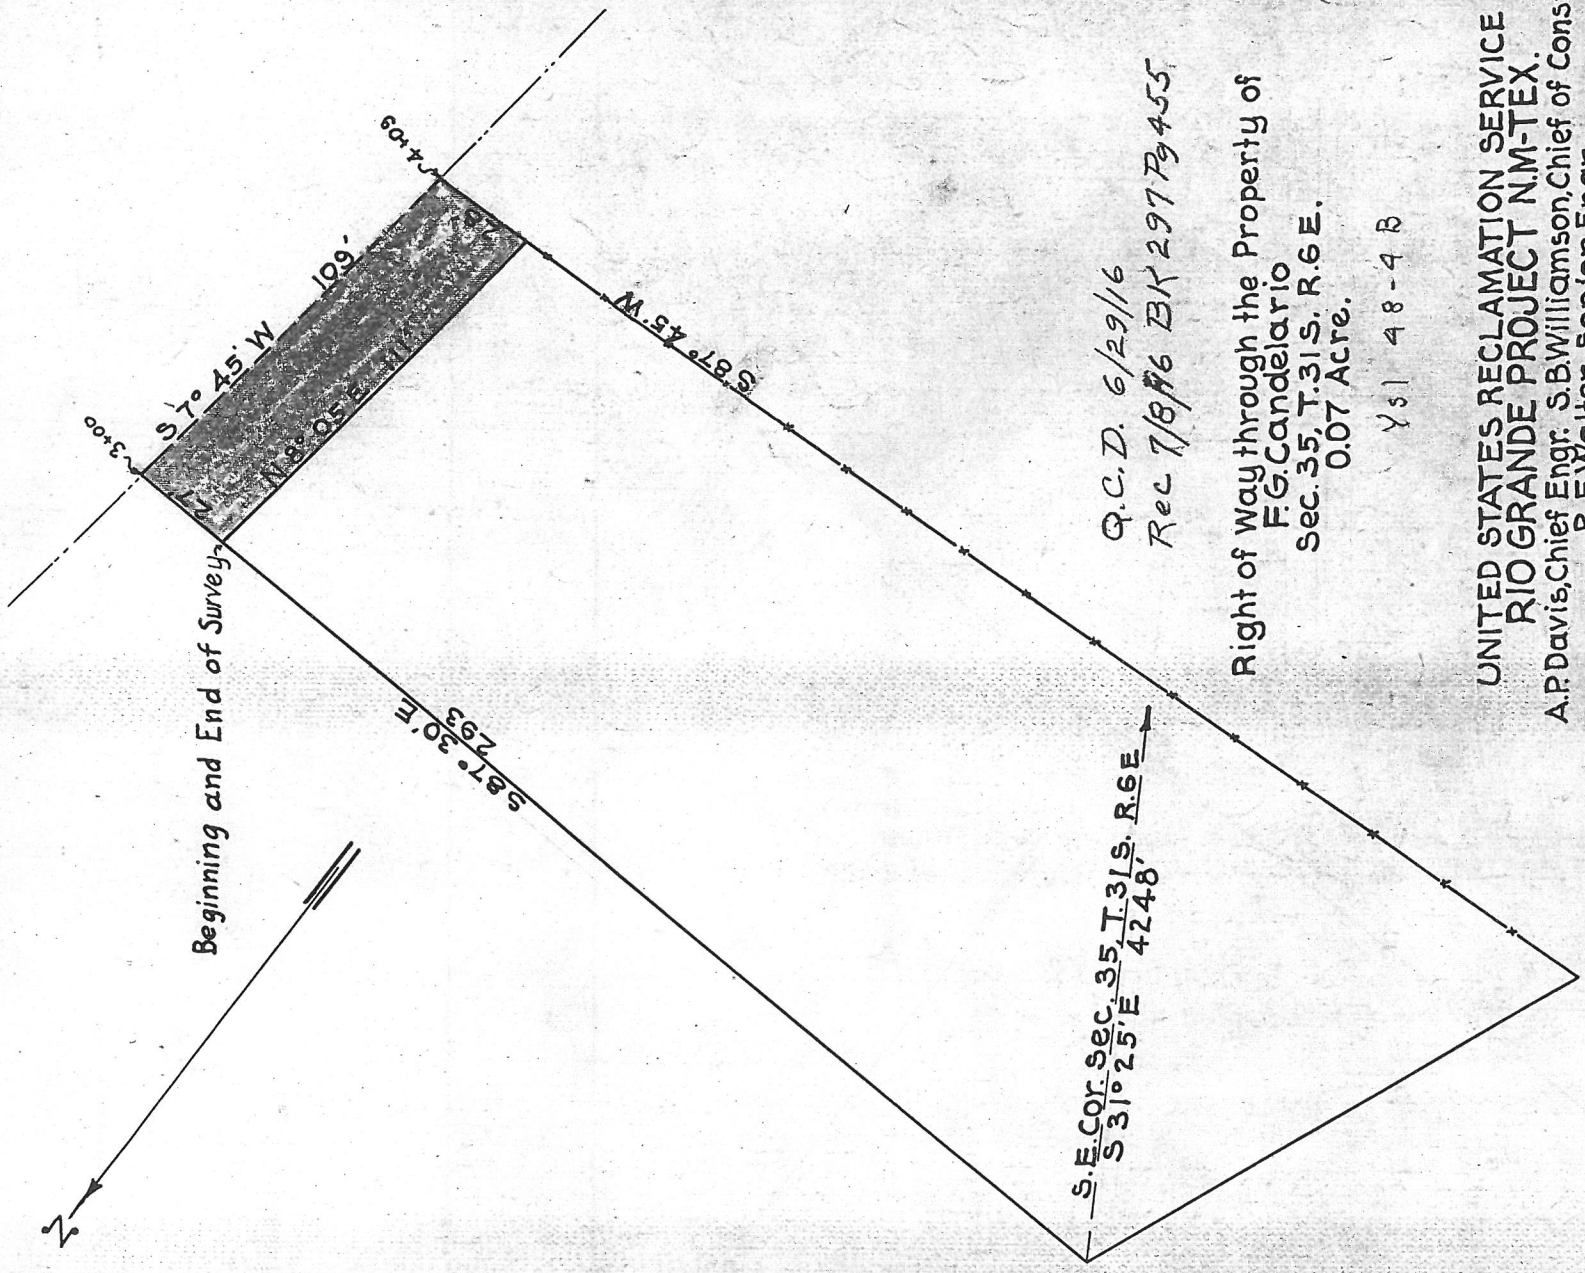 N
Beginning and End of Survey
3+00
S 7° 45' W 109'
4+09
27'
28'
N 8° 05' E 111'
S 87° 30' E
293
S 87° 45' W
S.E. Cor. Sec. 35, T. 31 S. R. 6 E
S 31° 25' E 4248'
Q.C.D. 6/29/16
Rec 7/8/16 BK 297 Pg 455
Right of Way through the Property of
F.G. Candelario
Sec. 35, T. 31 S. R. 6 E.
0.07 Acre.
48-4 B
UNITED STATES RECLAMATION SERVICE
RIO GRANDE PROJECT N.M-TEX.
A.P. Davis, Chief Engr. S.B. Williamson, Chief of Cons